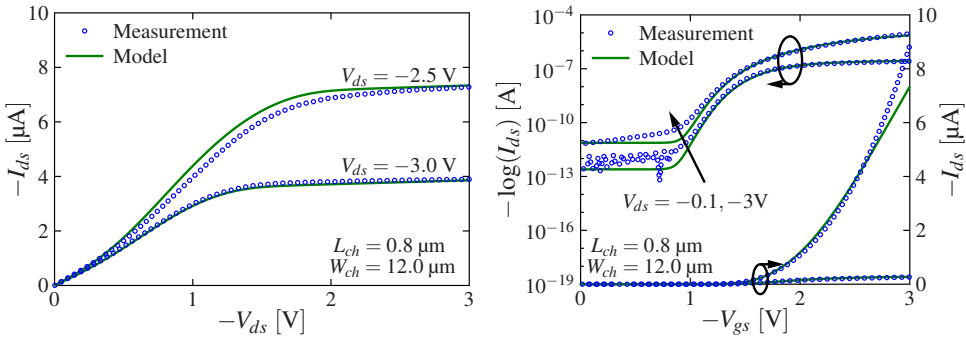 Measurement
Model
V_ds = −2.5 V
V_ds = −3.0 V
L_ch = 0.8 µm
W_ch = 12.0 µm
−I_ds [µA]
10
8
6
4
2
0
0 1 2 3
−V_ds [V]
Measurement
Model
V_ds = −0.1, −3V
L_ch = 0.8 µm
W_ch = 12.0 µm
−log(I_ds) [A]
10⁻⁴
10⁻⁷
10⁻¹⁰
10⁻¹³
10⁻¹⁶
10⁻¹⁹
10
8
6
4
2
0
−I_ds [µA]
0 1 2 3
−V_gs [V]